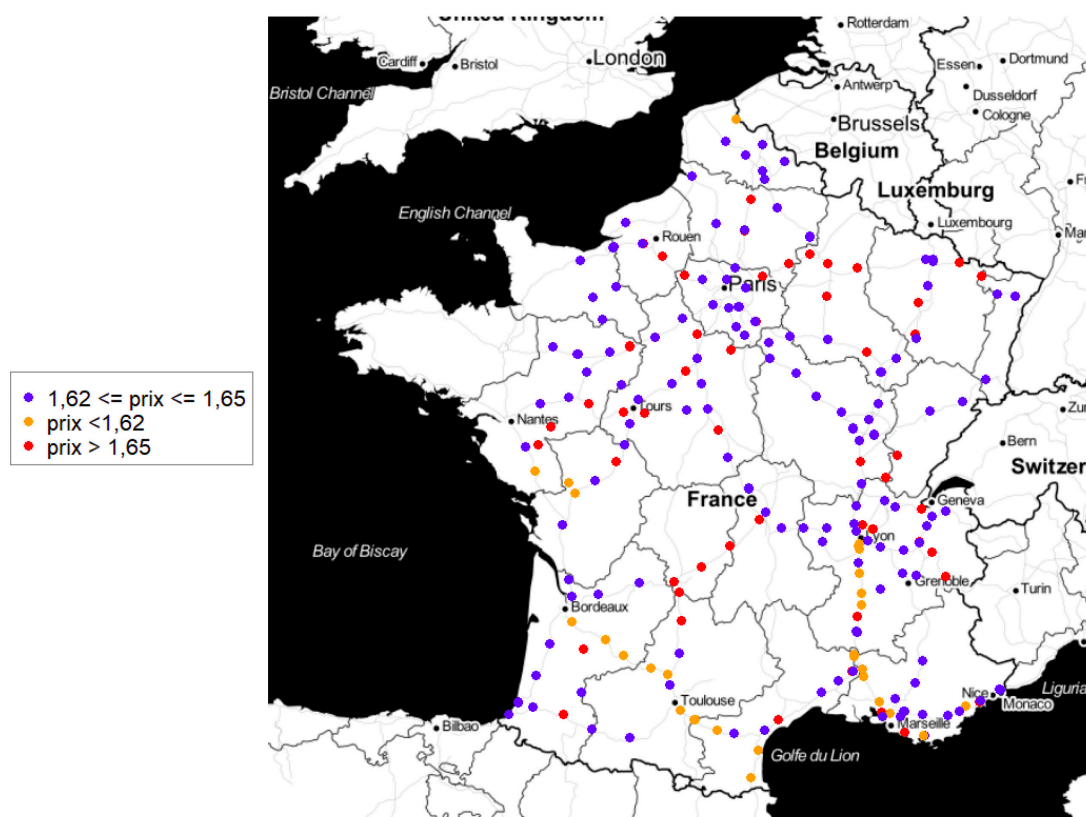 United Kingdom
Rotterdam
Cardiff
Bristol
London
Essen
Dortmund
Bristol Channel
Antwerp
Dusseldorf
Brussels
Cologne
Belgium
Luxemburg
English Channel
Luxembourg
Rouen
Paris
1,62 <= prix <= 1,65
prix <1,62
prix > 1,65
Nantes
Tours
Bern
Switzer
France
Geneva
Bay of Biscay
Lyon
Grenoble
Turin
Bordeaux
Toulouse
Nice
Monaco
Liguria
Bilbao
Marseille
Golfe du Lion